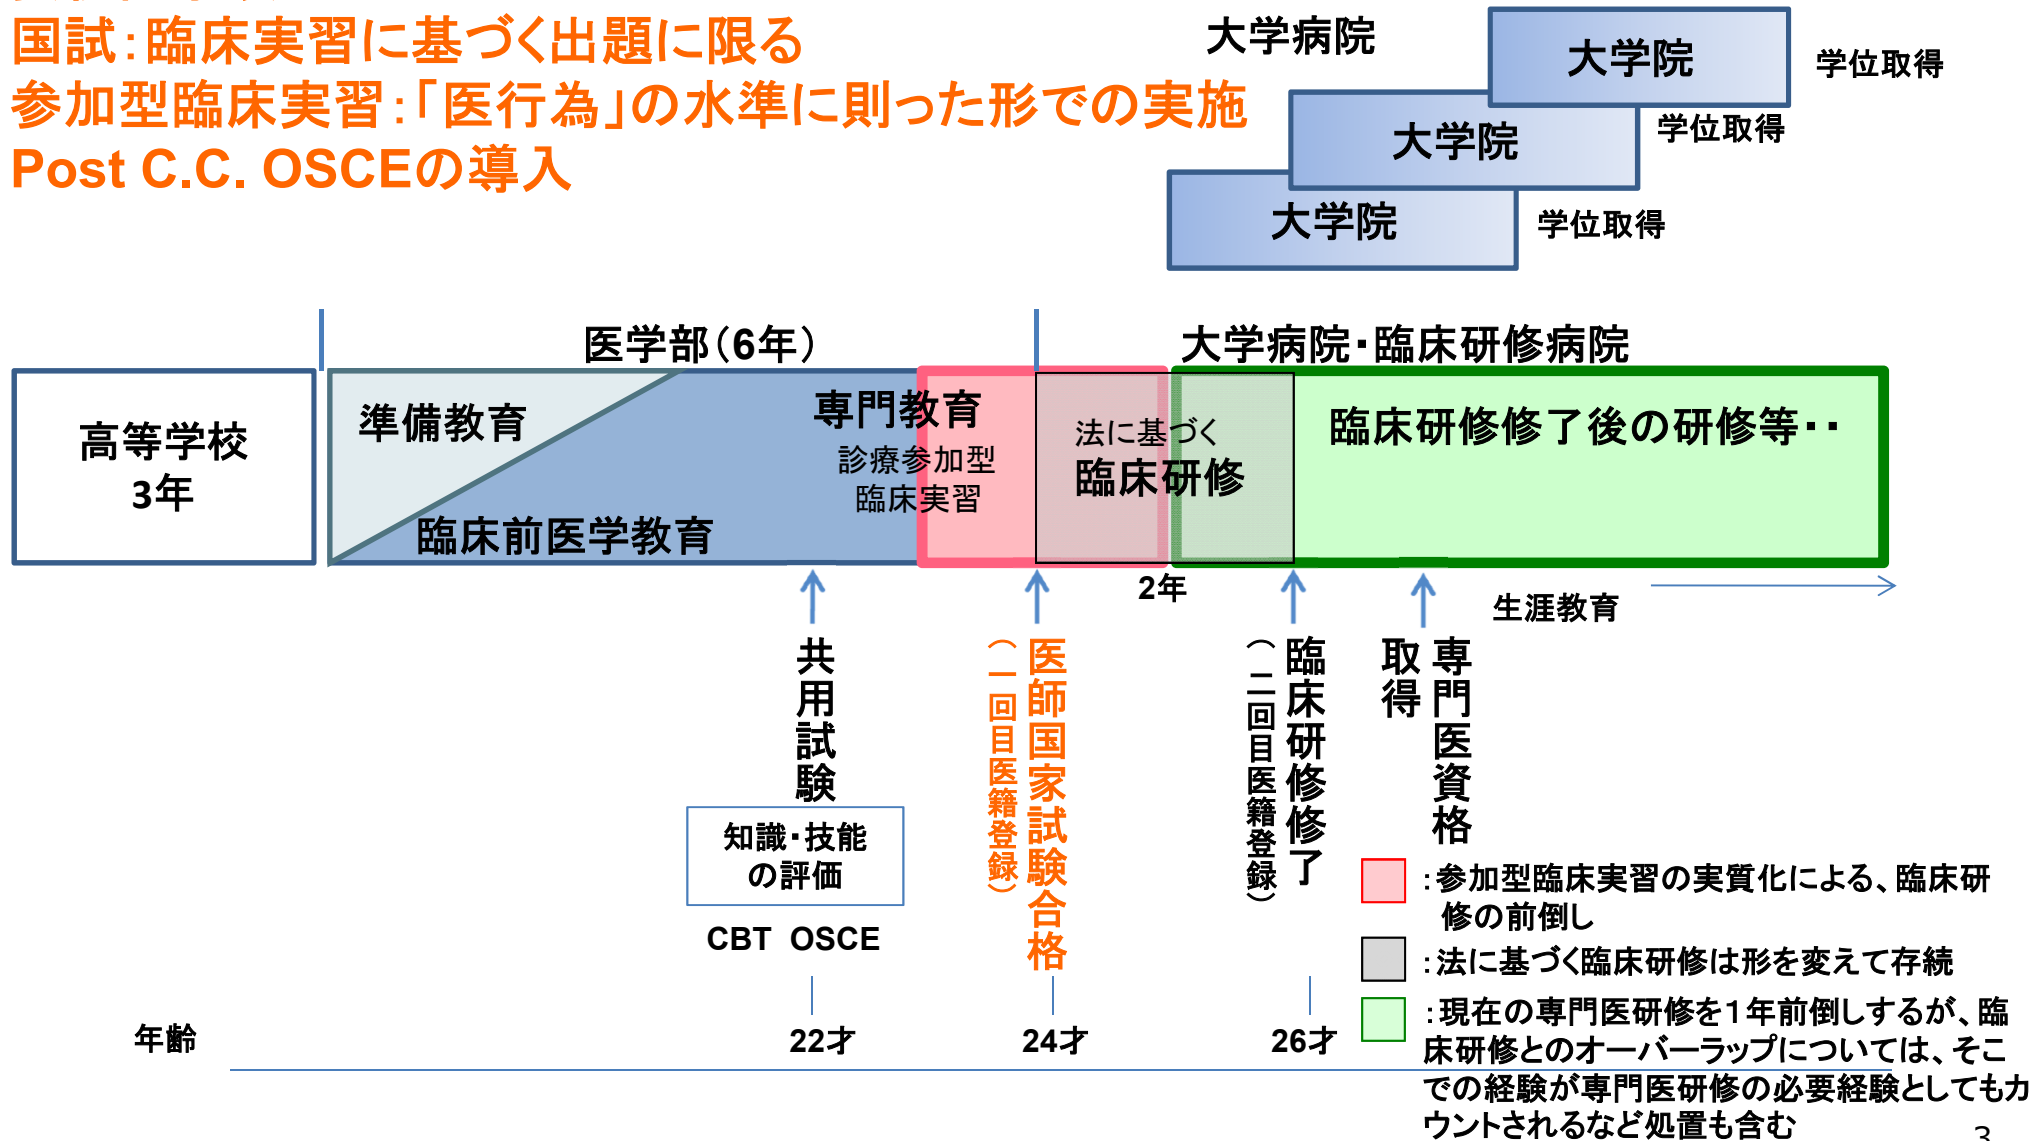 国試：臨床実習に基づく出題に限る
参加型臨床実習：「医行為」の水準に則った形での実施
Post C.C. OSCEの導入
大学病院
大学院
学位取得
大学院
学位取得
大学院
学位取得
医学部（6年）
大学病院・臨床研修病院
高等学校
3年
準備教育
臨床前医学教育
専門教育
診療参加型
臨床実習
法に基づく
臨床研修
臨床研修修了後の研修等・・
2年
生涯教育
共用試験
知識・技能
の評価
CBT OSCE
医師国家試験合格
（一回目医籍登録）
臨床研修修了
（二回目医籍登録）
専門医資格
取得
：参加型臨床実習の実質化による、臨床研
修の前倒し
：法に基づく臨床研修は形を変えて存続
：現在の専門医研修を１年前倒しするが、臨
床研修とのオーバーラップについては、そこ
での経験が専門医研修の必要経験としてもカ
ウントされるなど処置も含む
年齢
22才
24才
26才
3